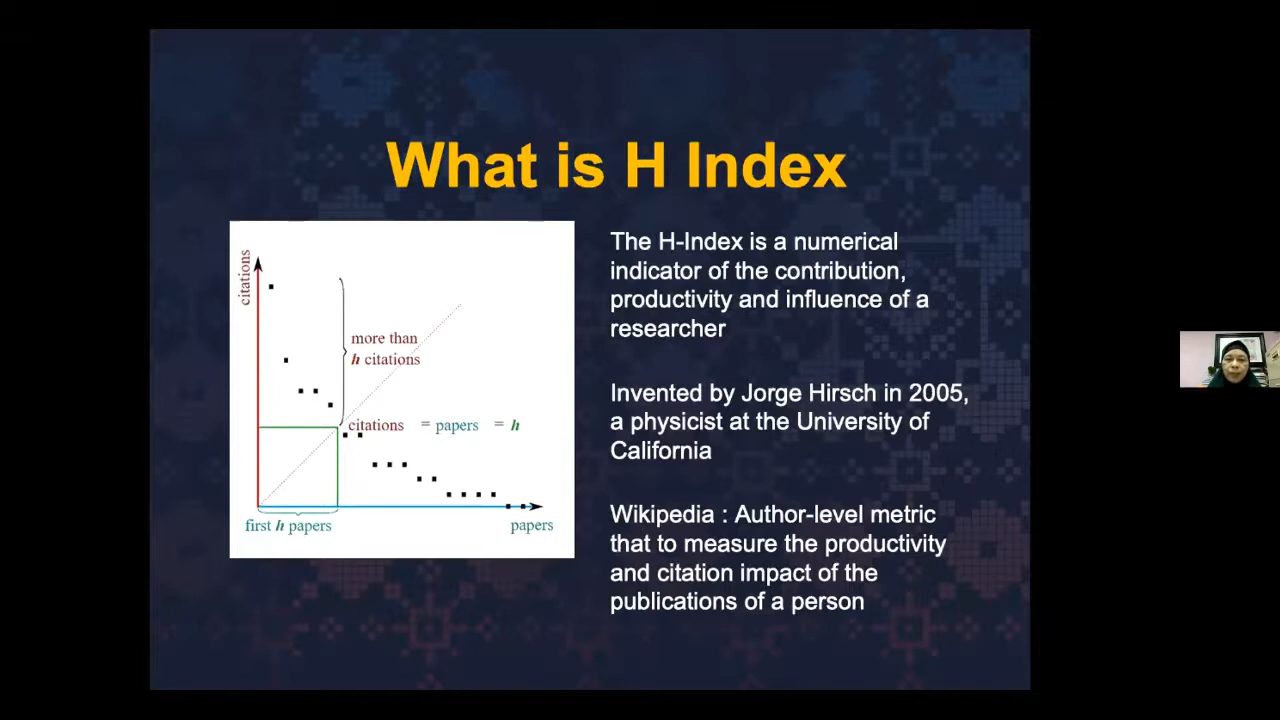 What is H Index
citations
more than
h citations
citations = papers = h
first h papers
papers
The H-Index is a numerical
indicator of the contribution,
productivity and influence of a
researcher
Invented by Jorge Hirsch in 2005,
a physicist at the University of
California
Wikipedia : Author-level metric
that to measure the productivity
and citation impact of the
publications of a person